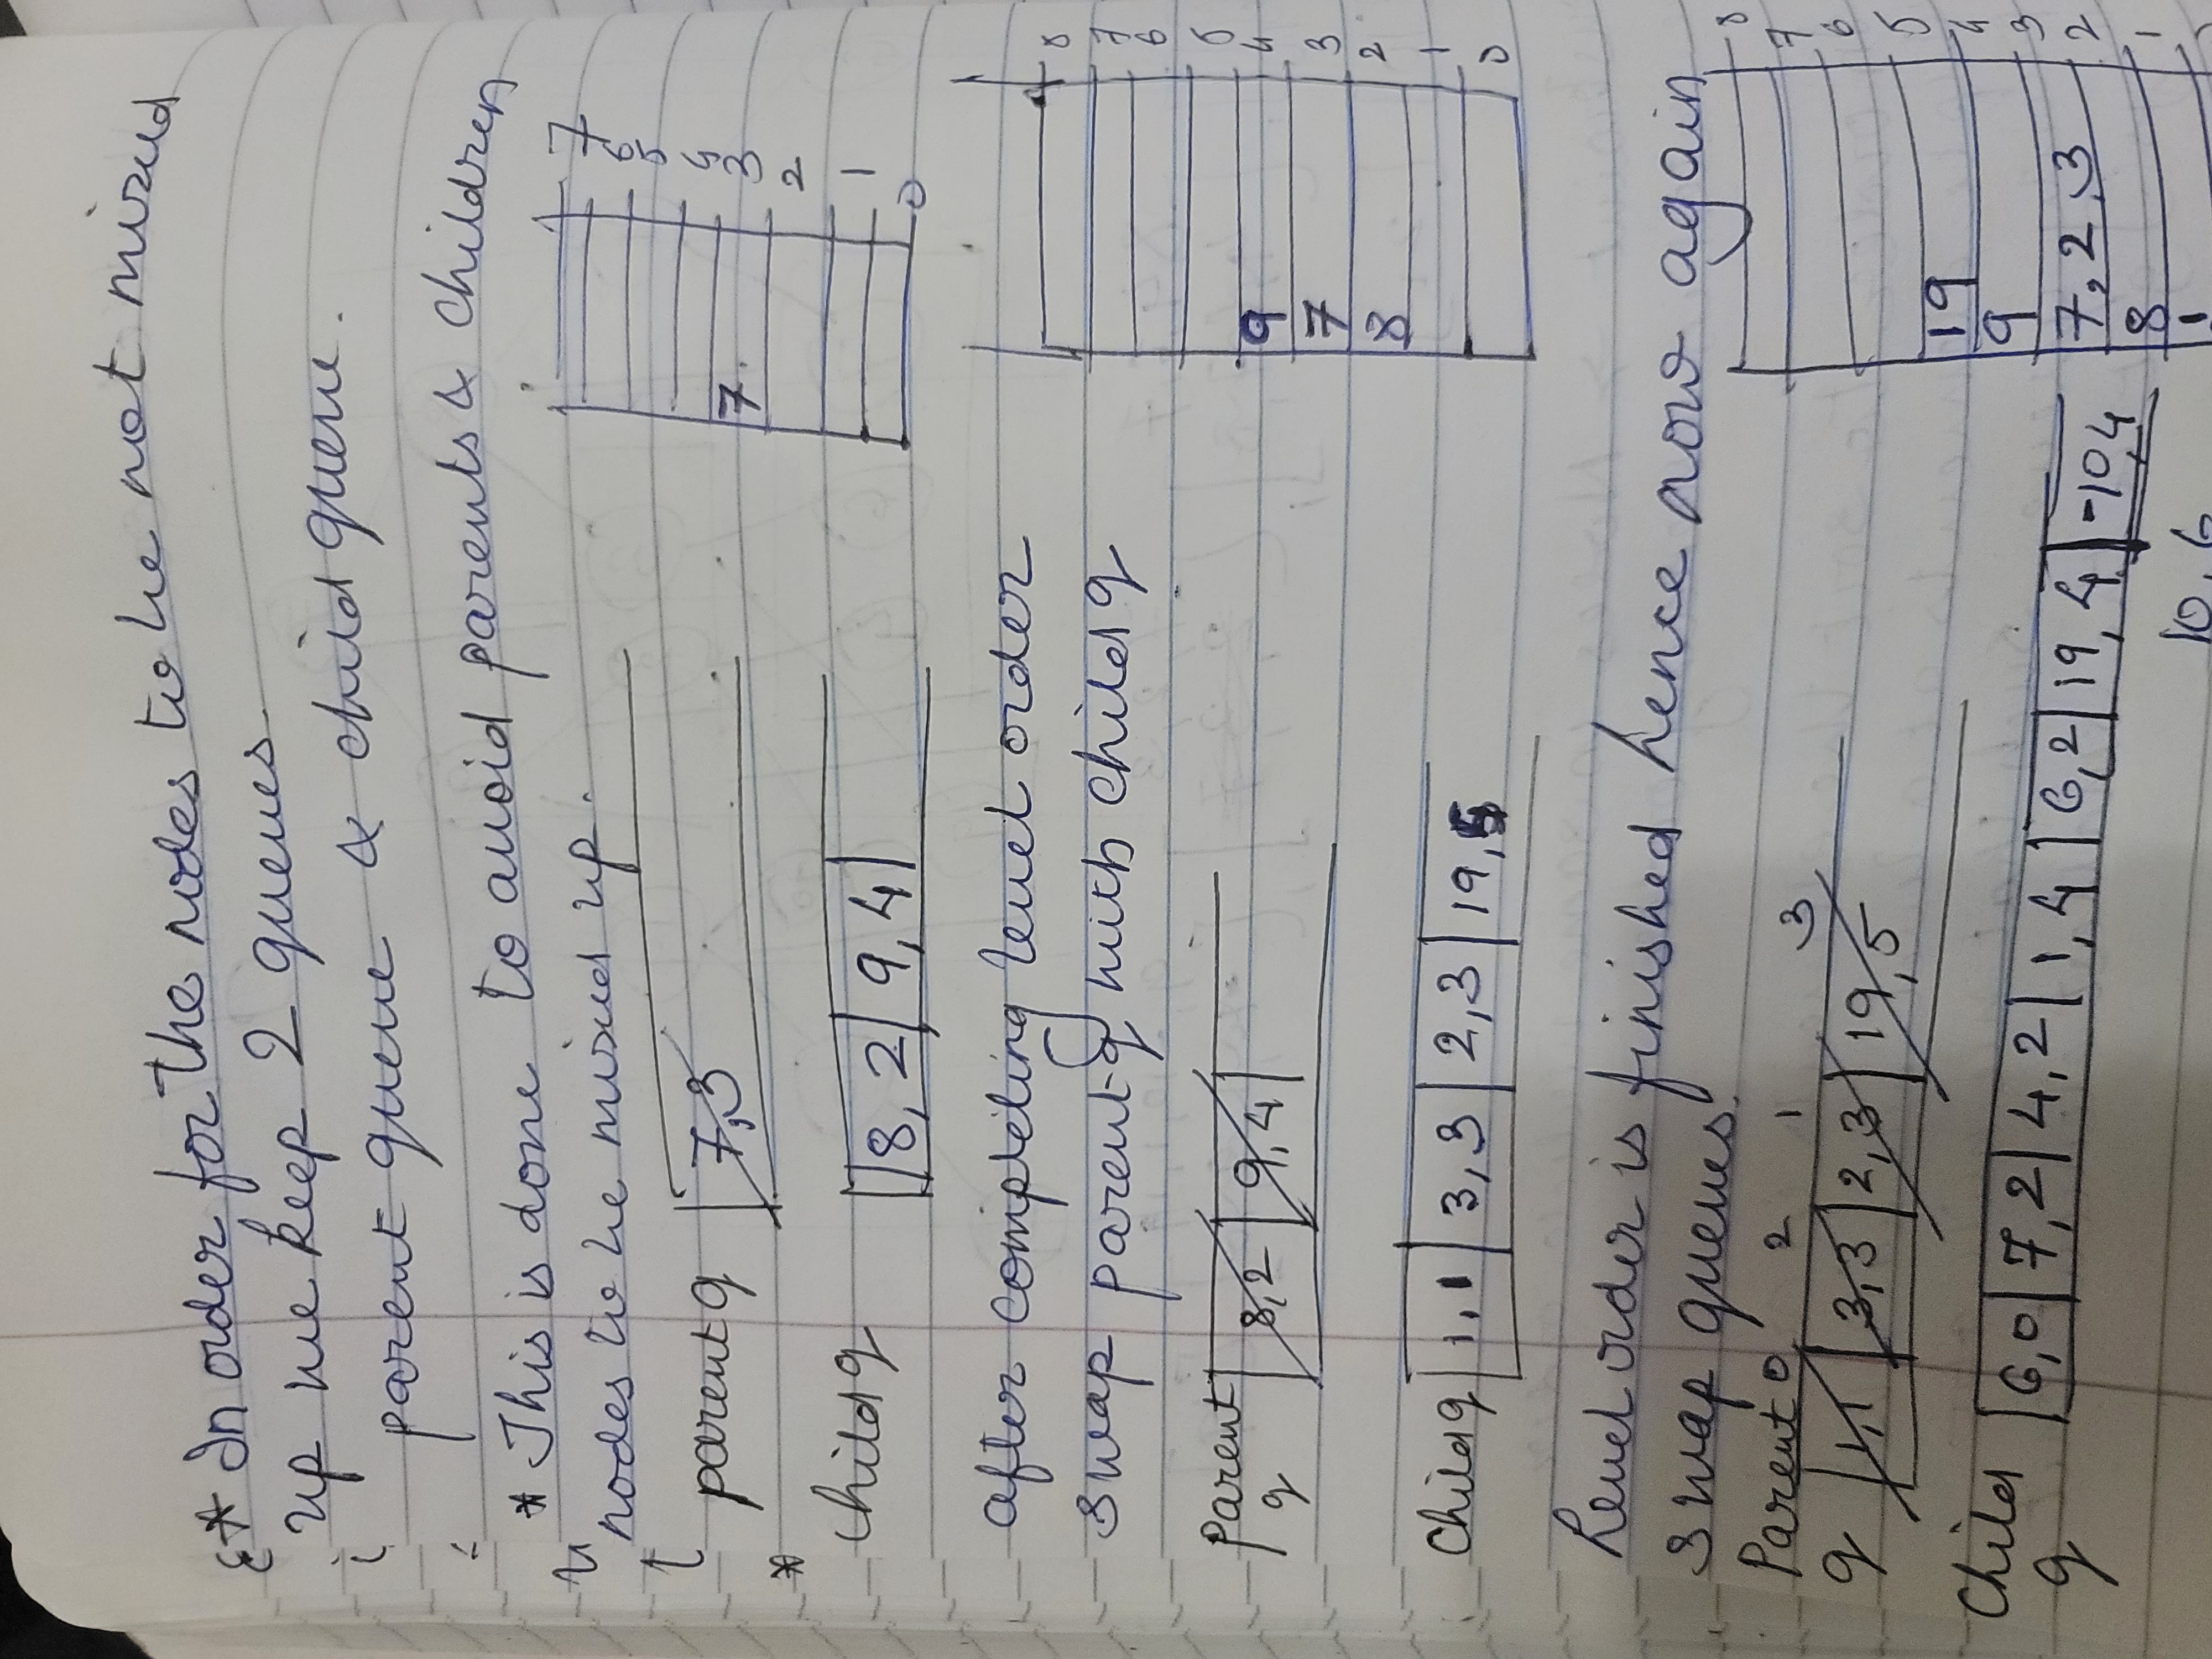 * In order for the nodes to be not mixed
up we keep 2 queues.
parent queue & child queue.
* This is done to avoid parents & children
nodes to be mixed up.
7
6
5
4
7 3
2
1
0
parent q 7,3
*
Child q 8, 2 9, 4
After completing level order
swap parent q with child q
8
7
6
5
9 4
7 3
8 2
1
0
Parent q 8,2 9,4
Child q 1,1 3,3 2,3 19,5
Level order is finished hence now again
swap queues.
8
7
6
5
19 4
9 3
7, 2, 3 2
8 1
1
0 2 1 3
Parent q 1,1 3,3 2,3 19,5
Child q 6,0 7,2 4,2 1,4 6,2 19,4 -10,4
10,6